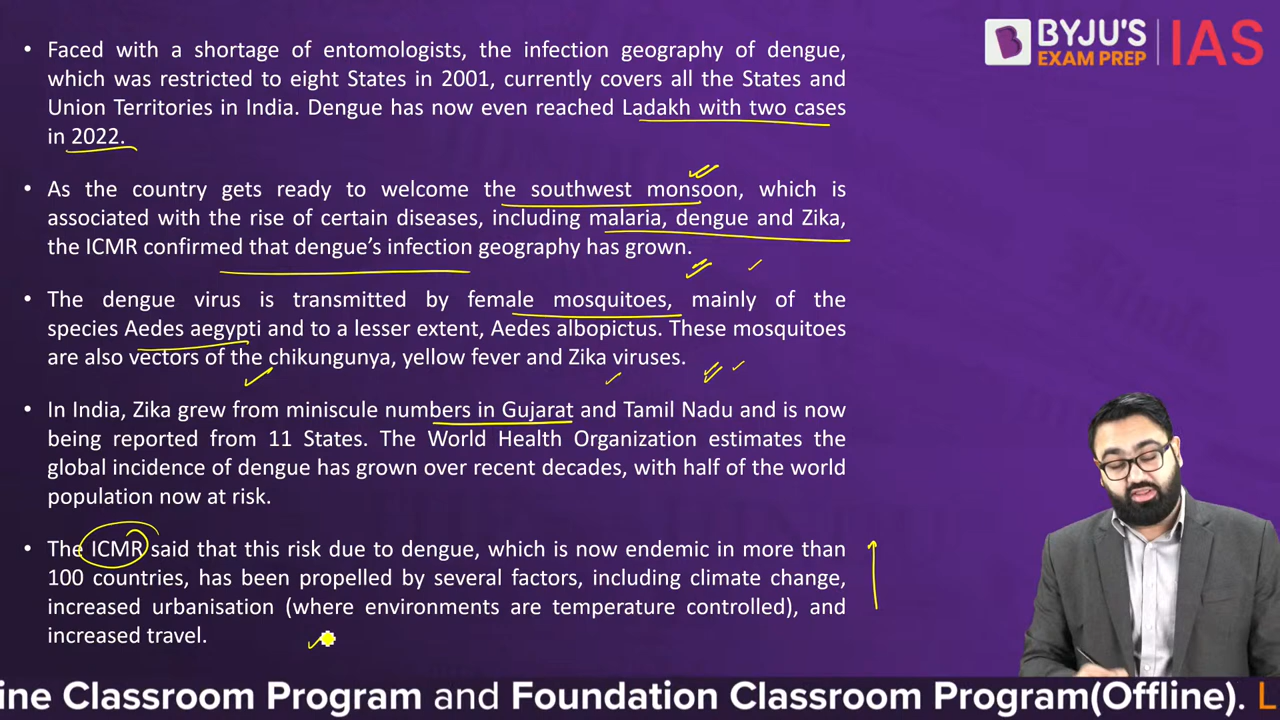 • Faced with a shortage of entomologists, the infection geography of dengue,
which was restricted to eight States in 2001, currently covers all the States and
Union Territories in India. Dengue has now even reached Ladakh with two cases
in 2022.
• As the country gets ready to welcome the southwest monsoon, which is
associated with the rise of certain diseases, including malaria, dengue and Zika,
the ICMR confirmed that dengue's infection geography has grown.
• The dengue virus is transmitted by female mosquitoes, mainly of the
species Aedes aegypti and to a lesser extent, Aedes albopictus. These mosquitoes
are also vectors of the chikungunya, yellow fever and Zika viruses.
• In India, Zika grew from miniscule numbers in Gujarat and Tamil Nadu and is now
being reported from 11 States. The World Health Organization estimates the
global incidence of dengue has grown over recent decades, with half of the world
population now at risk.
• The ICMR said that this risk due to dengue, which is now endemic in more than
100 countries, has been propelled by several factors, including climate change,
increased urbanisation (where environments are temperature controlled), and
increased travel.
BYJU'S
EXAM PREP
IAS
ine Classroom Program and Foundation Classroom Program(Offline). L